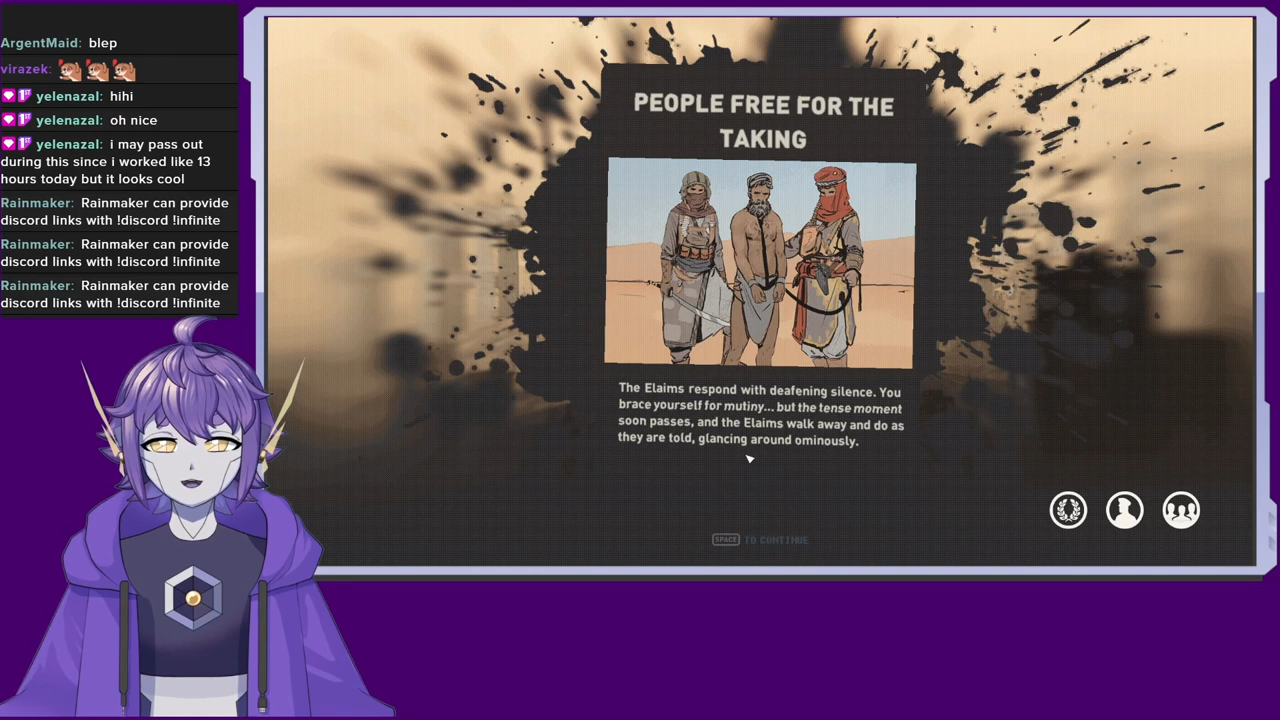 ArgentMaid: blep
virazek:
yelenazal: hihi
yelenazal: oh nice
yelenazal: i may pass out
during this since i worked like 13
hours today but it looks cool
Rainmaker: Rainmaker can provide
discord links with !discord !infinite
Rainmaker: Rainmaker can provide
discord links with !discord !infinite
Rainmaker: Rainmaker can provide
discord links with !discord !infinite
PEOPLE FREE FOR THE
TAKING
The Elaims respond with deafening silence. You
brace yourself for mutiny... but the tense moment
soon passes, and the Elaims walk away and do as
they are told, glancing around ominously.
SPACE TO CONTINUE